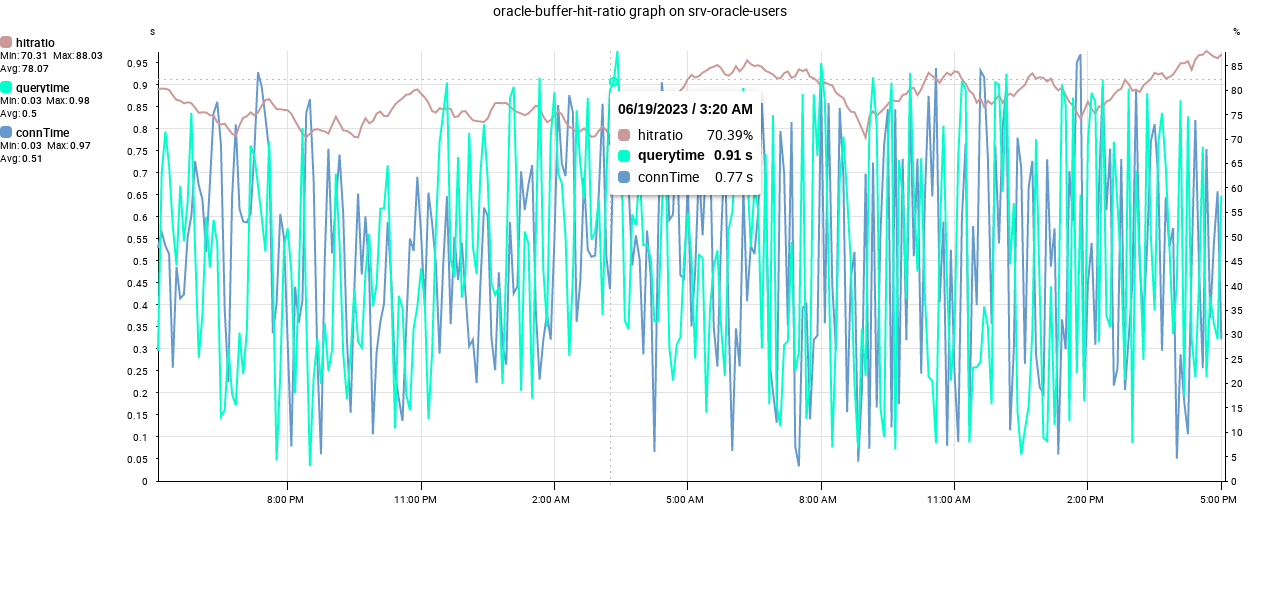 oracle-buffer-hit-ratio graph on srv-oracle-users
s
%
hitratio
Min:70.31 Max:88.03
Avg:78.07
querytime
Min:0.03 Max:0.98
Avg:0.5
connTime
Min:0.03 Max:0.97
Avg:0.51
0.95
0.9
0.85
0.8
0.75
0.7
0.65
0.6
0.55
0.5
0.45
0.4
0.35
0.3
0.25
0.2
0.15
0.1
0.05
0
06/19/2023 / 3:20 AM
hitratio 70.39%
querytime 0.91 s
connTime 0.77 s
85
80
75
70
65
60
55
50
45
40
35
30
25
20
15
10
5
0
8:00 PM 11:00 PM 2:00 AM 5:00 AM 8:00 AM 11:00 AM 2:00 PM 5:00 PM